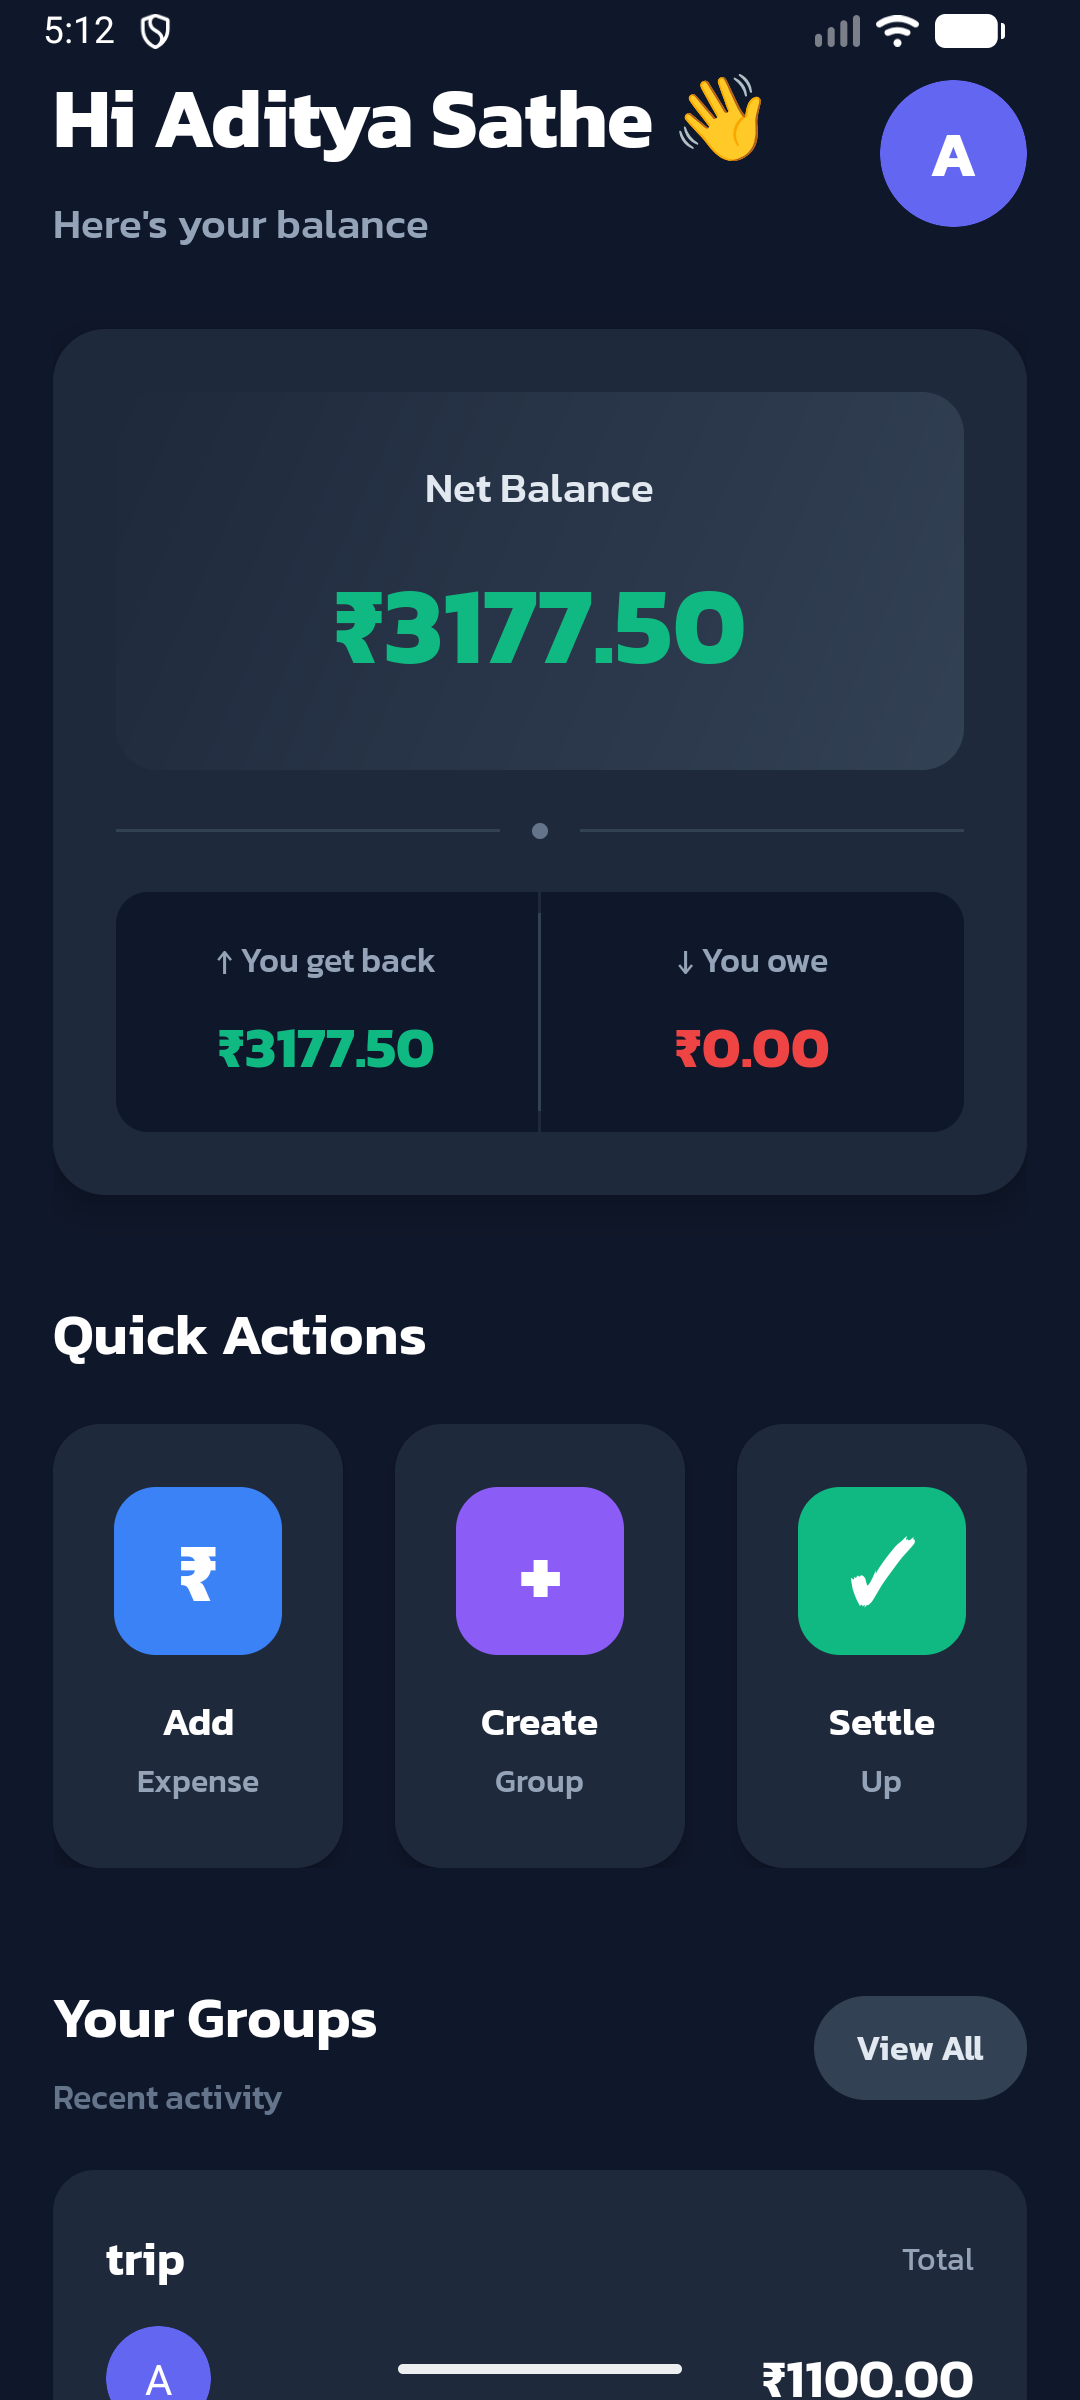 5:12
Hi Aditya Sathe 👋
A
Here's your balance
Net Balance
₹3177.50
↑ You get back
↓ You owe
₹3177.50
₹0.00
Quick Actions
₹
+
✓
Add
Create
Settle
Expense
Group
Up
Your Groups
View All
Recent activity
trip
Total
A
₹1100.00